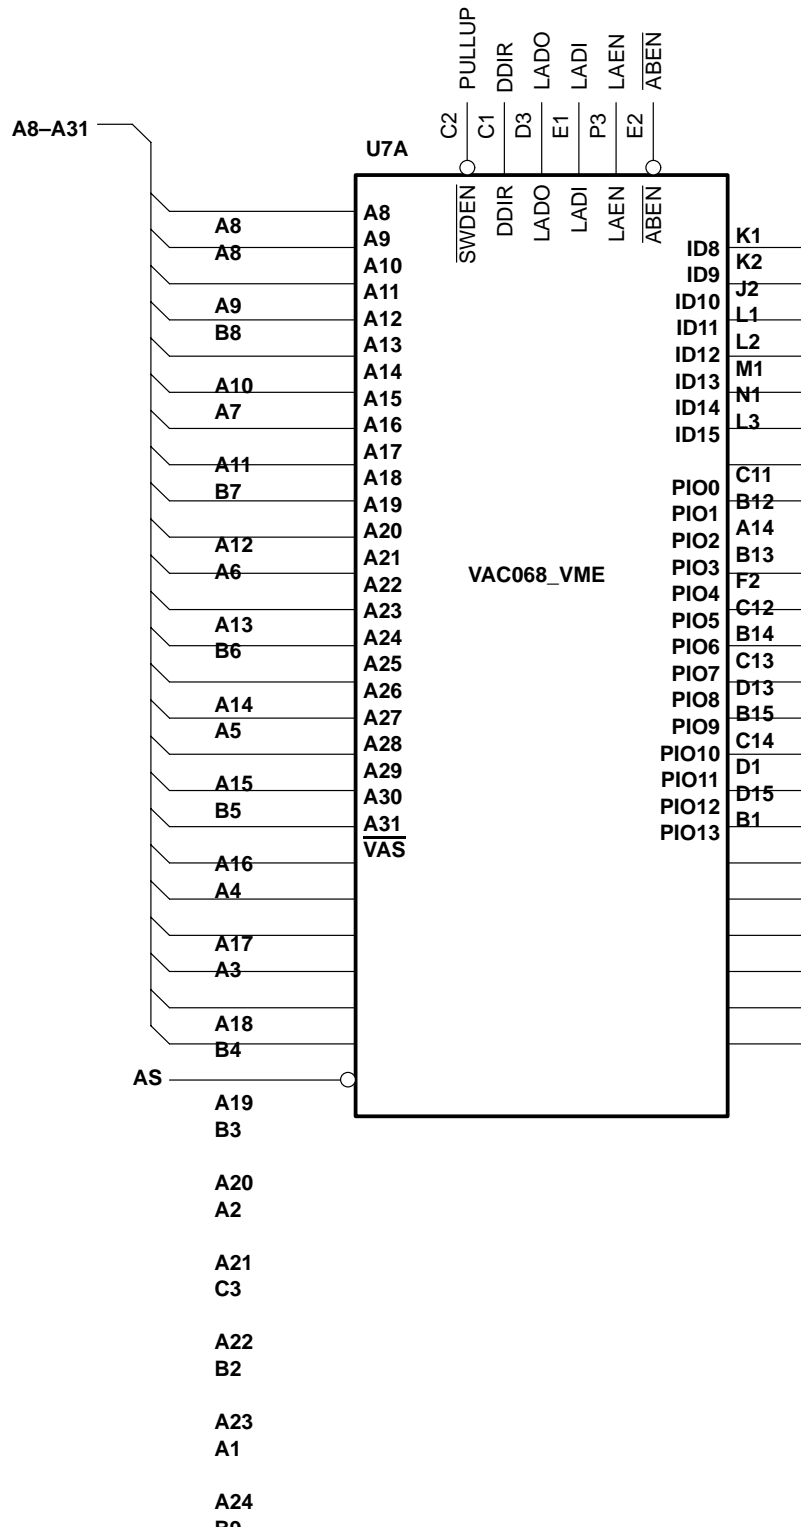 PULLUP
DDIR
LADO
LADI
LAEN
ABEN
C2
C1
D3
E1
P3
E2
A8–A31
U7A
SWDEN
DDIR
LADO
LADI
LAEN
ABEN
A8
A9
A10
A11
A12
A13
A14
A15
A16
A17
A18
A19
A20
A21
A22
A23
A24
A25
A26
A27
A28
A29
A30
A31
VAS
VAC068_VME
ID8
ID9
ID10
ID11
ID12
ID13
ID14
ID15
PIO0
PIO1
PIO2
PIO3
PIO4
PIO5
PIO6
PIO7
PIO8
PIO9
PIO10
PIO11
PIO12
PIO13
K1
K2
J2
L1
L2
M1
N1
L3
C11
B12
A14
B13
F2
C12
B14
C13
D13
B15
C14
D1
D15
B1
A8
A8
A9
B8
A10
A7
A11
B7
A12
A6
A13
B6
A14
A5
A15
B5
A16
A4
A17
A3
A18
B4
AS
A19
B3
A20
A2
A21
C3
A22
B2
A23
A1
A24